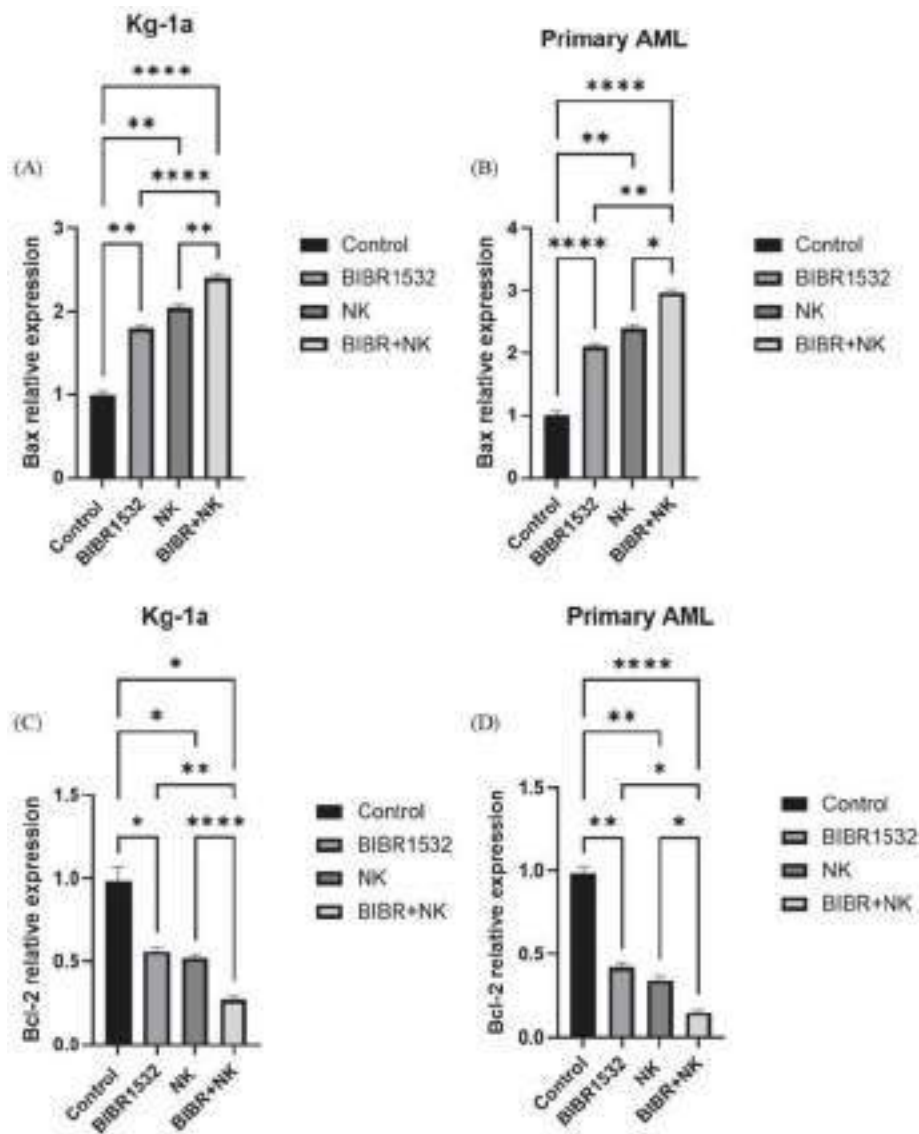 Kg-1a
****
**
(A)
****
**
**
Bax relative expression
3
2
1
0
Control
BIBR1532
NK
BIBR+NK
Control
BIBR1532
NK
BIBR+NK
Primary AML
****
**
(B)
**
****
*
Bax relative expression
4
3
2
1
0
Control
BIBR1532
NK
BIBR+NK
Control
BIBR1532
NK
BIBR+NK
Kg-1a
*
*
(C)
**
*
****
Bcl-2 relative expression
1.5
1.0
0.5
0.0
Control
BIBR1532
NK
BIBR+NK
Control
BIBR1532
NK
BIBR+NK
Primary AML
****
**
(D)
*
**
*
Bcl-2 relative expression
1.5
1.0
0.5
0.0
Control
BIBR1532
NK
BIBR+NK
Control
BIBR1532
NK
BIBR+NK